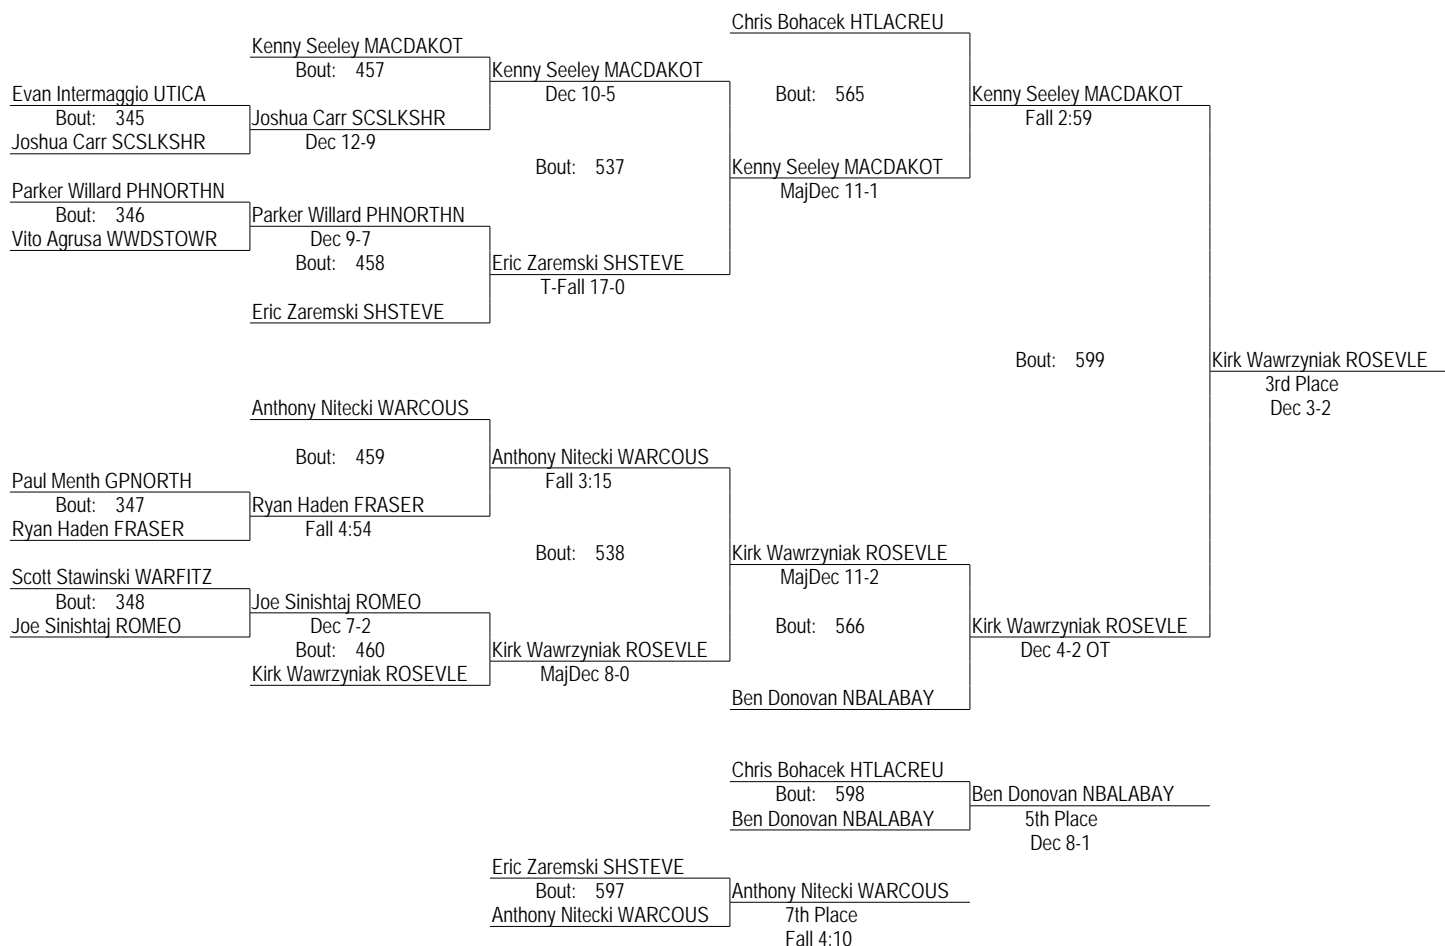 Chris Bohacek HTLACREU
Kenny Seeley MACDAKOT
Bout: 457
Kenny Seeley MACDAKOT
Dec 10-5
Evan Intermaggio UTICA
Bout: 345
Joshua Carr SCSLKSHR
Joshua Carr SCSLKSHR
Dec 12-9
Bout: 565
Kenny Seeley MACDAKOT
Fall 2:59
Bout: 537
Kenny Seeley MACDAKOT
MajDec 11-1
Parker Willard PHNORTHN
Bout: 346
Vito Agrusa WWDSTOWR
Parker Willard PHNORTHN
Dec 9-7
Bout: 458
Eric Zaremski SHSTEVE
T-Fall 17-0
Eric Zaremski SHSTEVE
Bout: 599
Kirk Wawrzyniak ROSEVLE
3rd Place
Dec 3-2
Anthony Nitecki WARCOUS
Bout: 459
Anthony Nitecki WARCOUS
Fall 3:15
Paul Menth GPNORTH
Bout: 347
Ryan Haden FRASER
Ryan Haden FRASER
Fall 4:54
Bout: 538
Kirk Wawrzyniak ROSEVLE
MajDec 11-2
Scott Stawinski WARFITZ
Bout: 348
Joe Sinishtaj ROMEO
Joe Sinishtaj ROMEO
Dec 7-2
Bout: 460
Kirk Wawrzyniak ROSEVLE
Kirk Wawrzyniak ROSEVLE
MajDec 8-0
Bout: 566
Kirk Wawrzyniak ROSEVLE
Dec 4-2 OT
Ben Donovan NBALABAY
Chris Bohacek HTLACREU
Bout: 598
Ben Donovan NBALABAY
Ben Donovan NBALABAY
5th Place
Dec 8-1
Eric Zaremski SHSTEVE
Bout: 597
Anthony Nitecki WARCOUS
Anthony Nitecki WARCOUS
7th Place
Fall 4:10